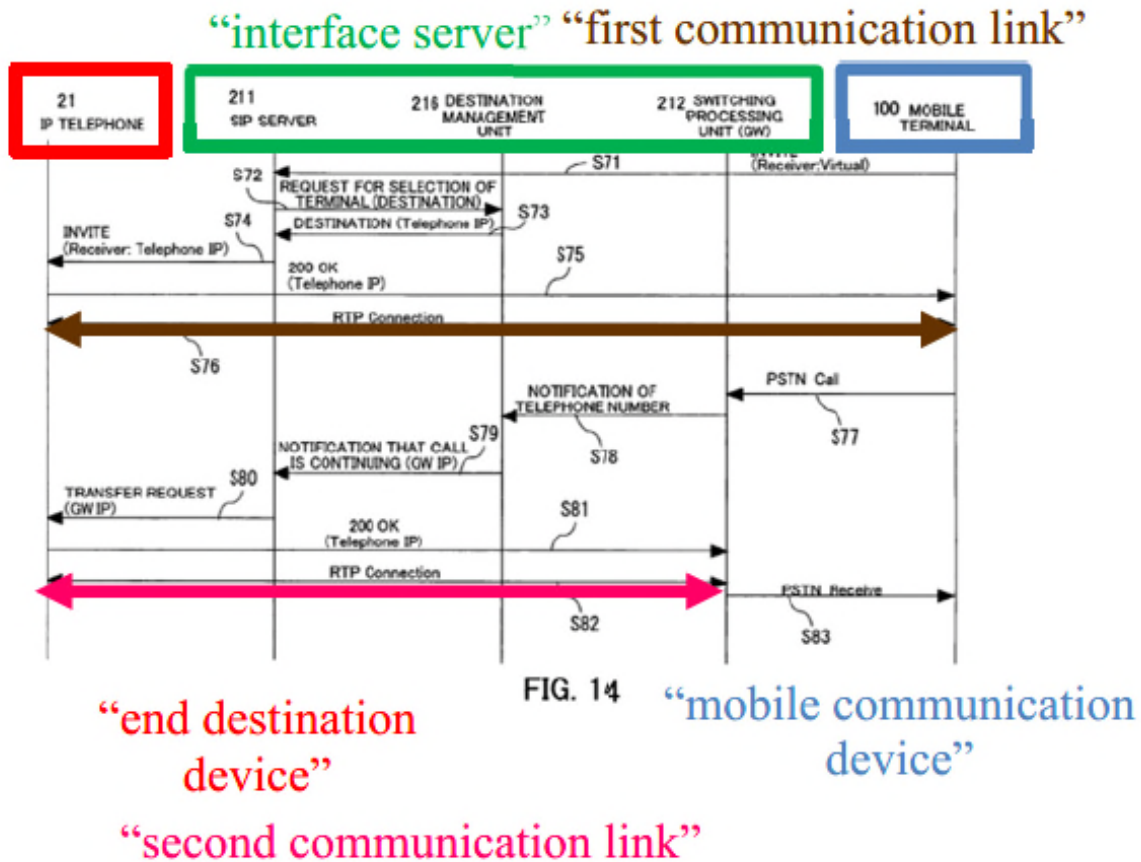 “interface server” “first communication link”
21
IP TELEPHONE
211
SIP SERVER
216 DESTINATION
MANAGEMENT
UNIT
212 SWITCHING
PROCESSING
UNIT (GW)
100 MOBILE
TERMINAL
INVITE
(Receiver:Virtual)
S71
S72
REQUEST FOR SELECTION OF
TERMINAL (DESTINATION)
S73
DESTINATION (Telephone IP)
S74
INVITE
(Receiver: Telephone IP)
200 OK
(Telephone IP)
S75
RTP Connection
S76
PSTN Call
S77
NOTIFICATION OF
TELEPHONE NUMBER
S78
S79
NOTIFICATION THAT CALL
IS CONTINUING (GW IP)
S80
TRANSFER REQUEST
(GW IP)
200 OK
(Telephone IP)
S81
RTP Connection
S82
PSTN Receive
S83
FIG. 14
“end destination
device”
“mobile communication
device”
“second communication link”